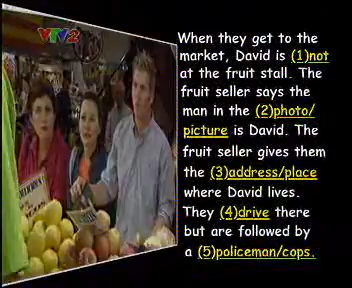 VTV2
When they get to the
market, David is (1)not
at the fruit stall. The
fruit seller says the
man in the (2)photo/
picture is David. The
fruit seller gives them
the (3)address/place
where David lives.
They (4)drive there
but are followed by
a (5)policeman/cops.